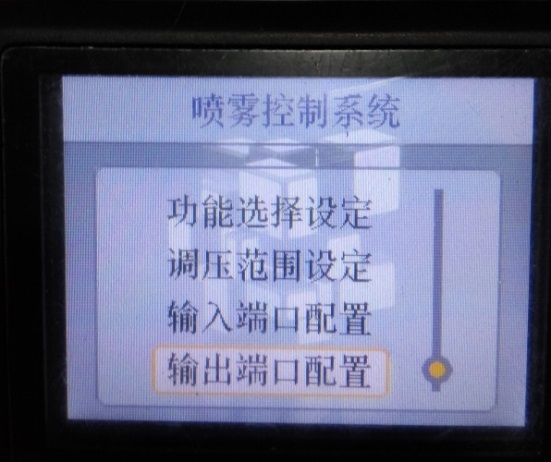 喷雾控制系统
功能选择设定
调压范围设定
输入端口配置
输出端口配置